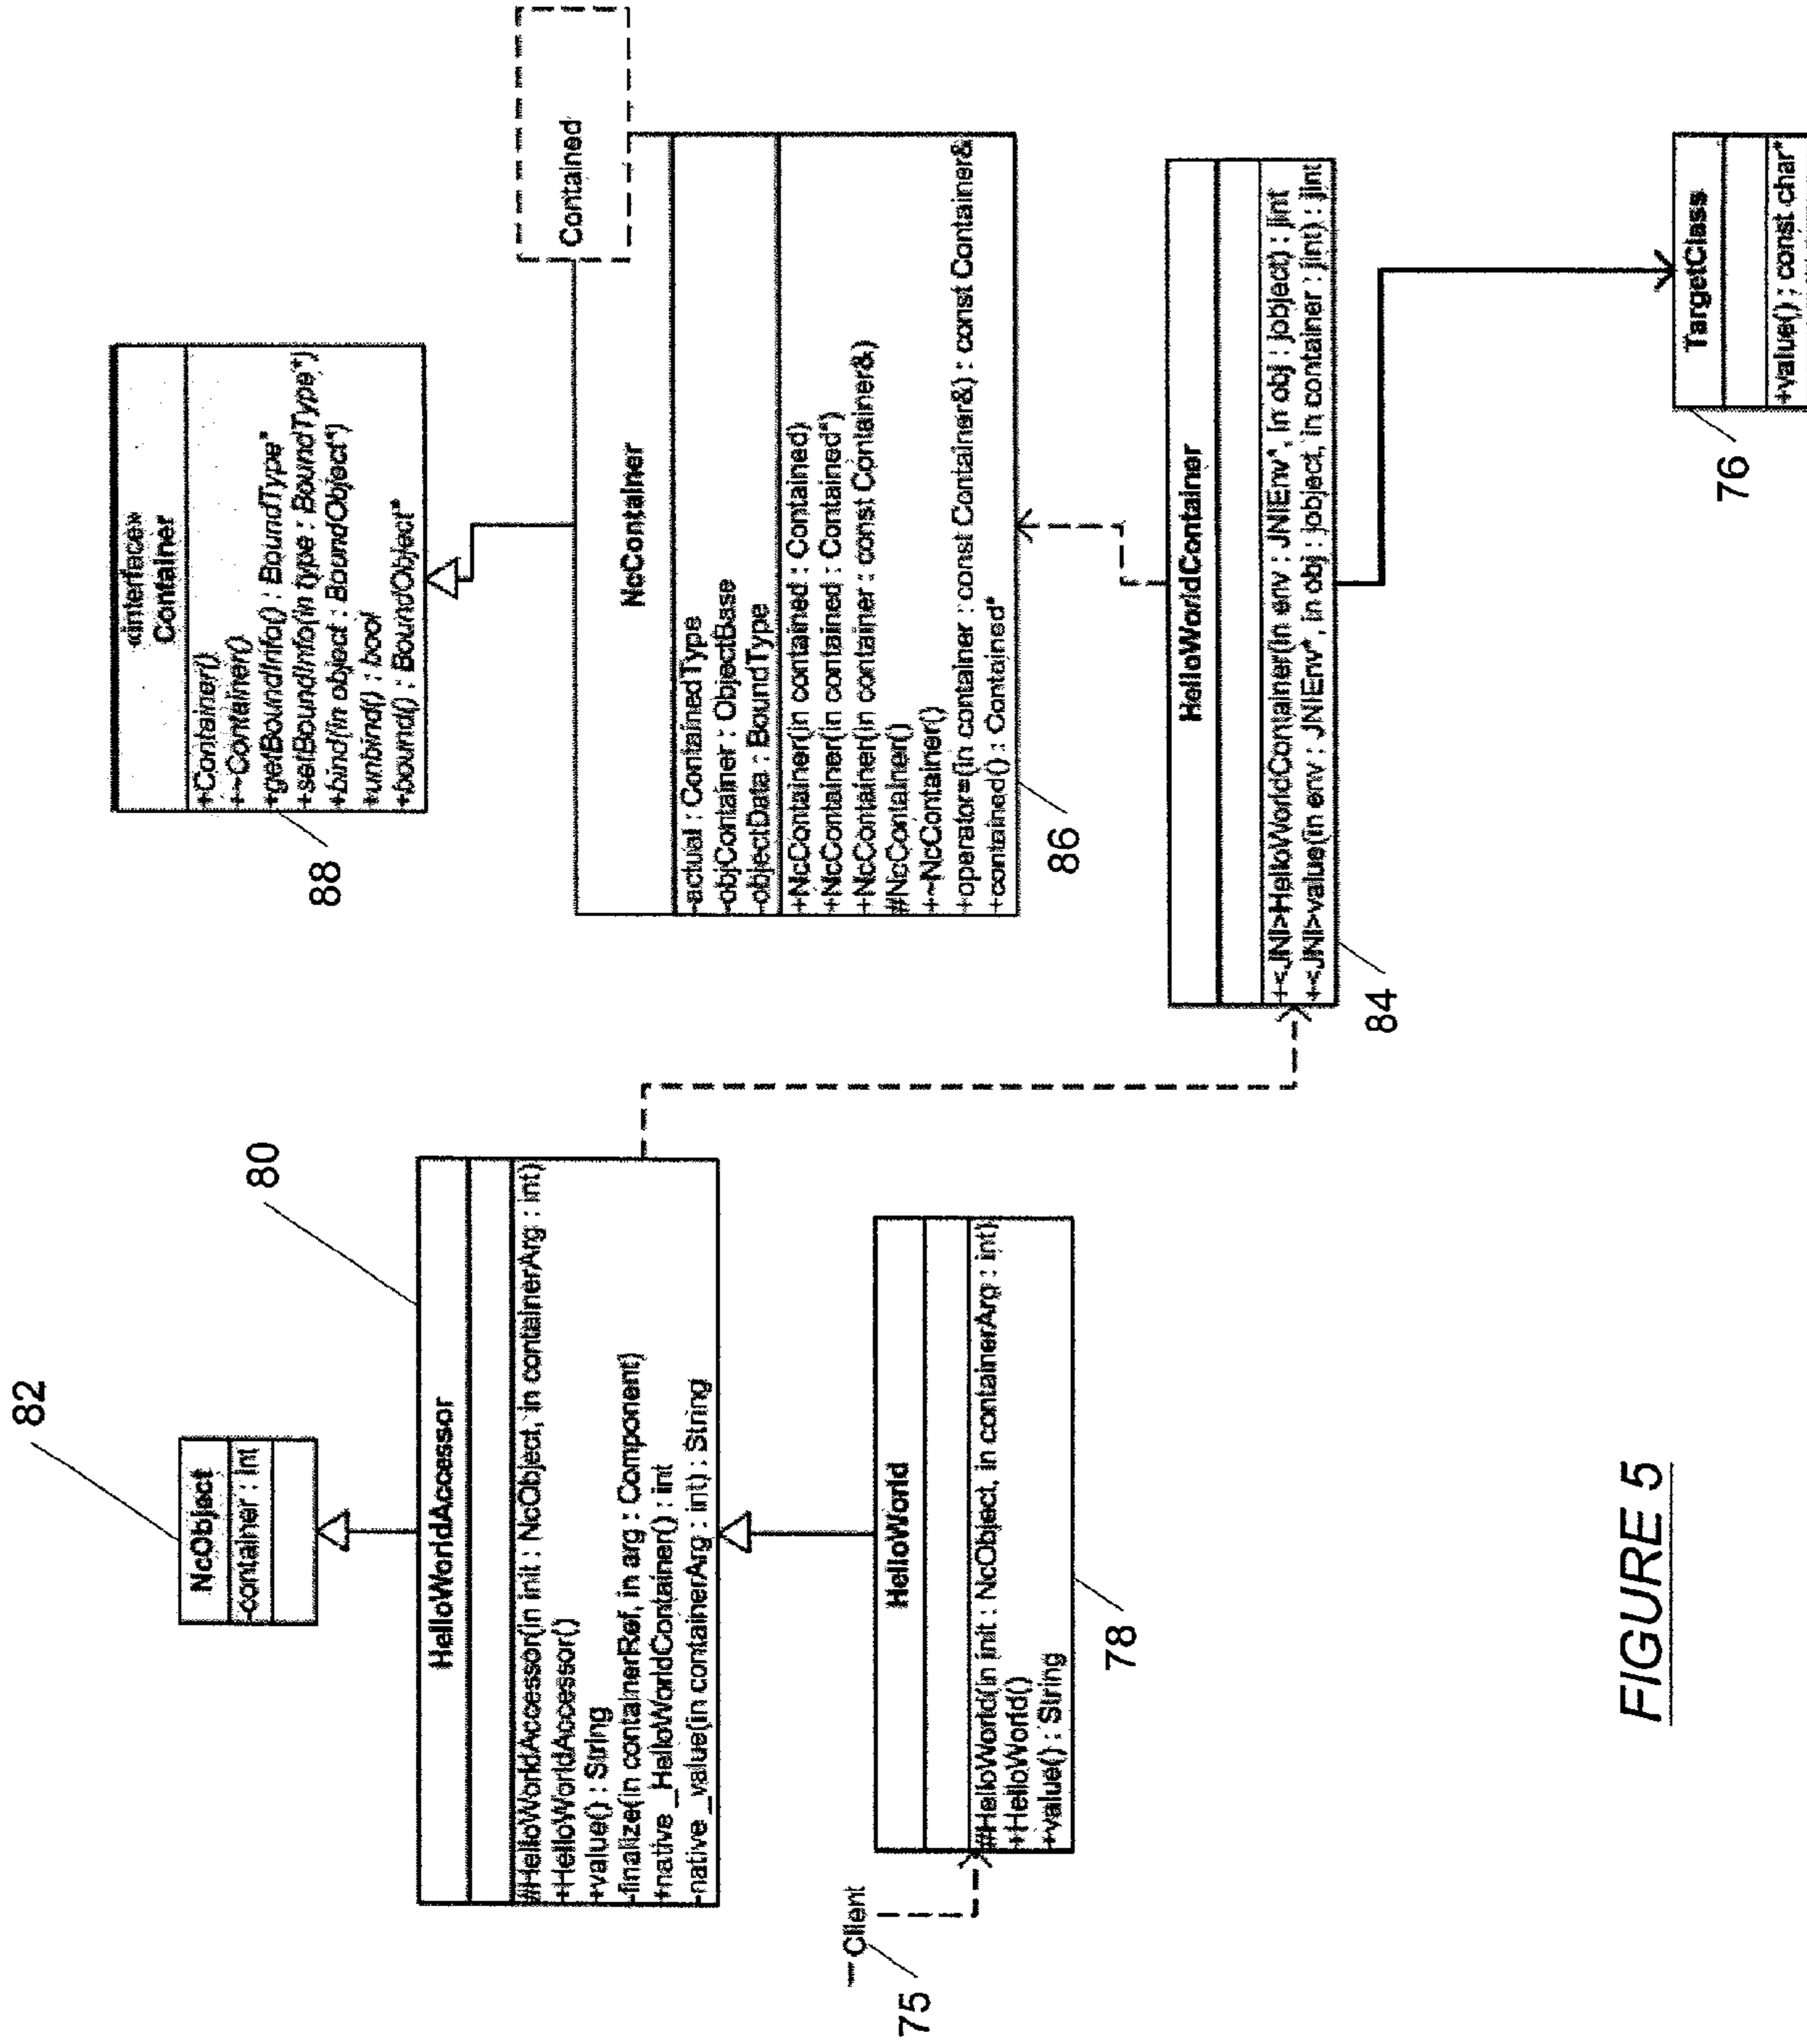 82
NcObject
-container : int
80
HelloWorldAccessor
#HelloWorldAccessor(in init : NcObject, in containerArg : int)
+HelloWorldAccessor()
+value() : String
-finalize(in containerRef, in arg : Component)
+native _HelloWorldContainer() : int
-native _value(in containerArg : int) : String
75
Client
HelloWorld
#HelloWorld(in init : NcObject, in containerArg : int)
+HelloWorld()
+value() : String
78
88
«interface»
Container
+Container()
+~Container()
+getBoundInfo() : BoundType*
+setBoundInfo(in type : BoundType*)
+bind(in object : BoundObject*)
+unbind() : bool
+bound() : BoundObject*
Contained
NcContainer
-actual : ContainedType
-objContainer : ObjectBase
-objectData : BoundType
+NcContainer(in contained : Contained)
+NcContainer(in contained : Contained*)
+NcContainer(in container : const Container&)
#NcContainer()
+~NcContainer()
+operator=(in container : const Container&) : const Container&
+contained() : Contained*
86
HelloWorldContainer
+<JNI>HelloWorldContainer(in env : JNIEnv*, in obj : jobject) : jint
+<JNI>value(in env : JNIEnv*, in obj : jobject, in container : jint) : jint
84
TargetClass
+value() : const char*
76
FIGURE 5